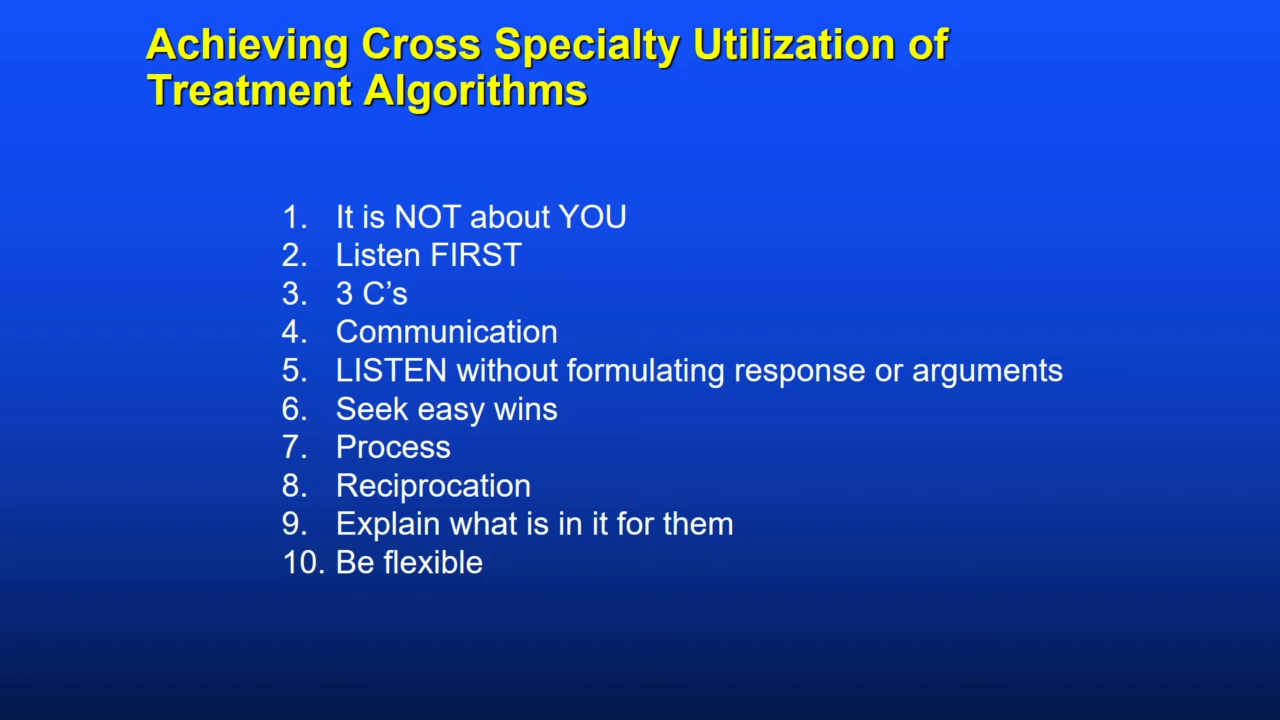 Achieving Cross Specialty Utilization of
Treatment Algorithms
1. It is NOT about YOU
2. Listen FIRST
3. 3 C’s
4. Communication
5. LISTEN without formulating response or arguments
6. Seek easy wins
7. Process
8. Reciprocation
9. Explain what is in it for them
10. Be flexible